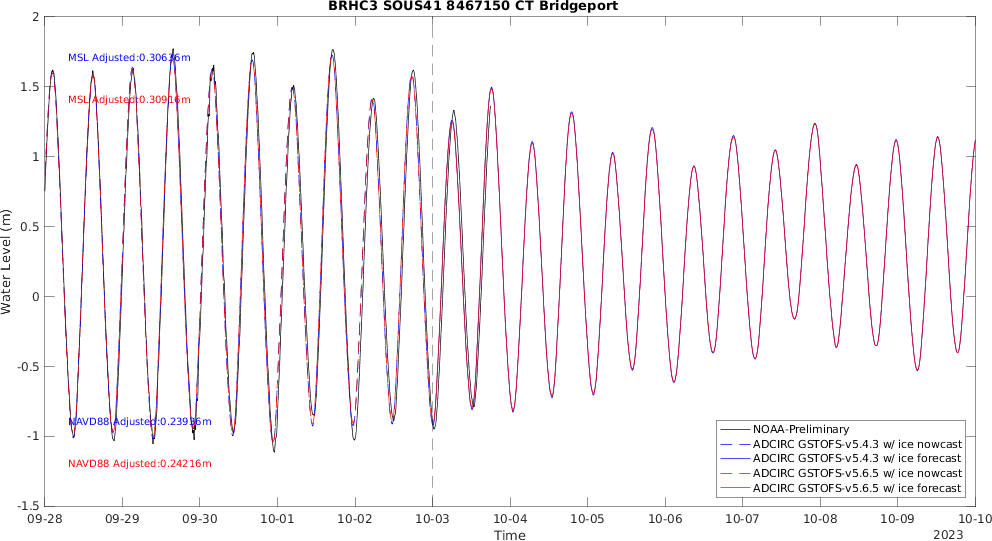 BRHC3 SOUS41 8467150 CT Bridgeport
2
1.5
1
0.5
0
-0.5
-1
-1.5
Water Level (m)
MSL Adjusted:0.30636m
MSL Adjusted:0.30916m
NAVD88 Adjusted:0.23936m
NAVD88 Adjusted:0.24216m
NOAA-Preliminary
ADCIRC GSTOFS-v5.4.3 w/ ice nowcast
ADCIRC GSTOFS-v5.4.3 w/ ice forecast
ADCIRC GSTOFS-v5.6.5 w/ ice nowcast
ADCIRC GSTOFS-v5.6.5 w/ ice forecast
09-28 09-29 09-30 10-01 10-02 10-03 10-04 10-05 10-06 10-07 10-08 10-09 10-10
Time
2023